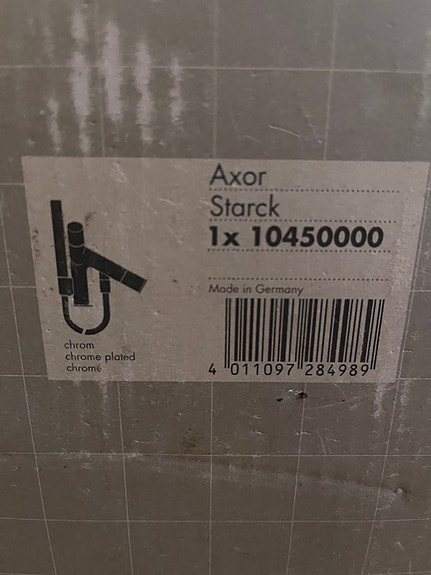 Axor
Starck
1x 10450000
Made in Germany
chrom
chrome plated
chromé
4 011097 284989